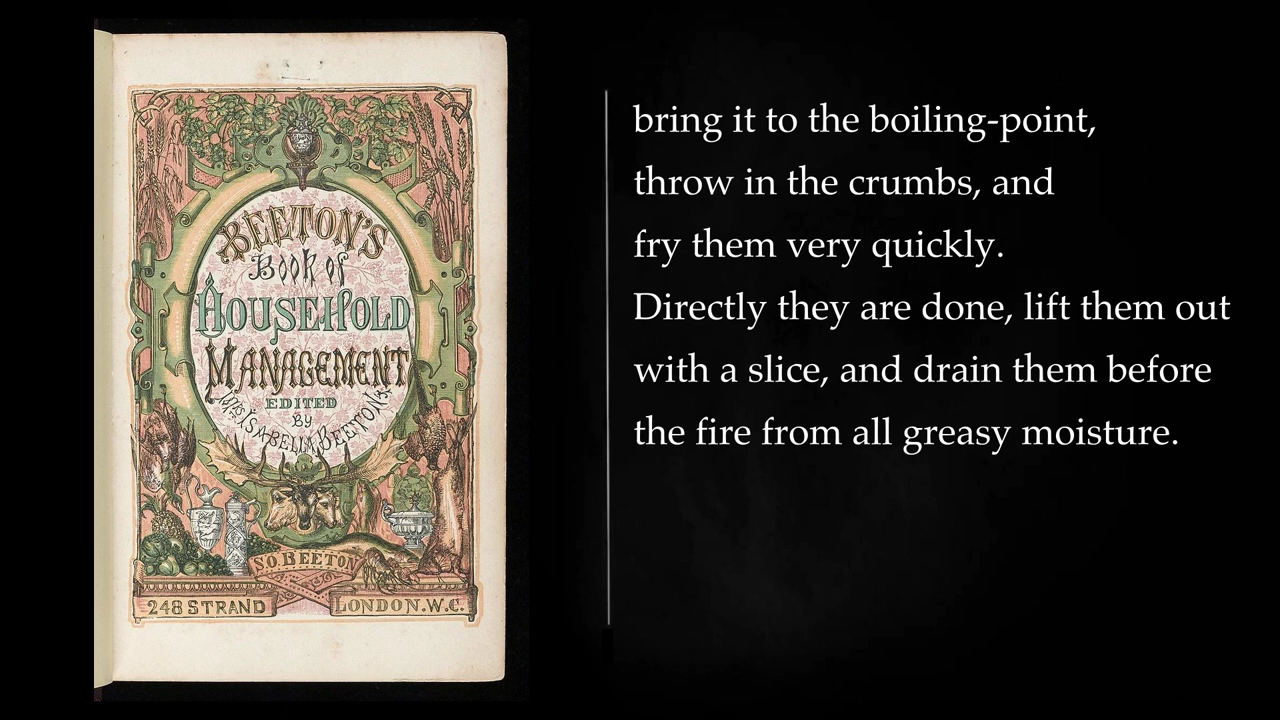 BEETON'S
Book of
HOUSEHOLD
MANAGEMENT
EDITED
By
MRS ISABELLA BEETON
S.O. BEETON
248 STRAND
LONDON. W.C.
bring it to the boiling-point,
throw in the crumbs, and
fry them very quickly.
Directly they are done, lift them out
with a slice, and drain them before
the fire from all greasy moisture.